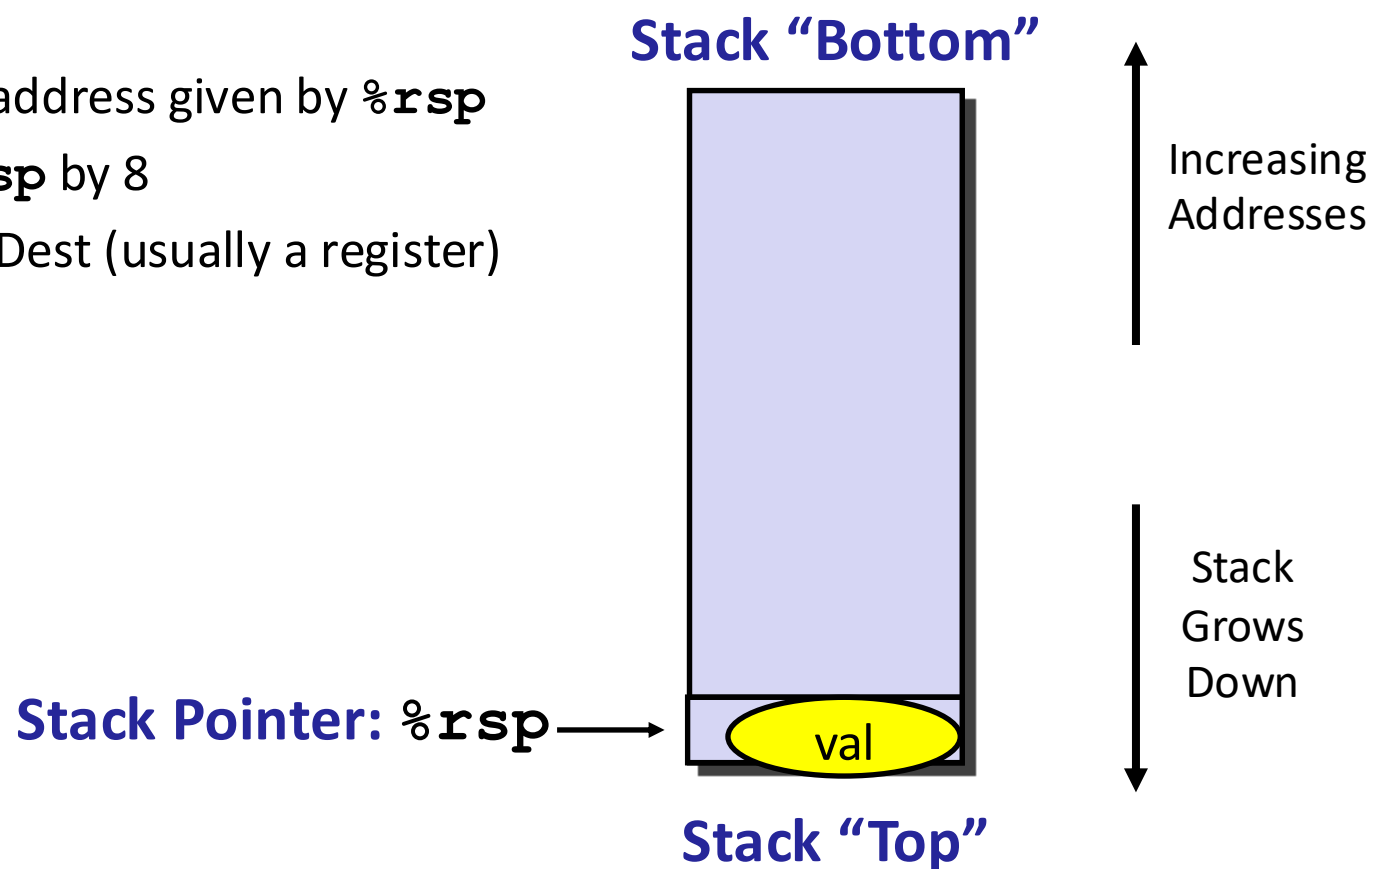 Stack “Bottom”
address given by %rsp
sp by 8
Dest (usually a register)
Increasing
Addresses
Stack
Grows
Down
Stack Pointer: %rsp
val
Stack “Top”